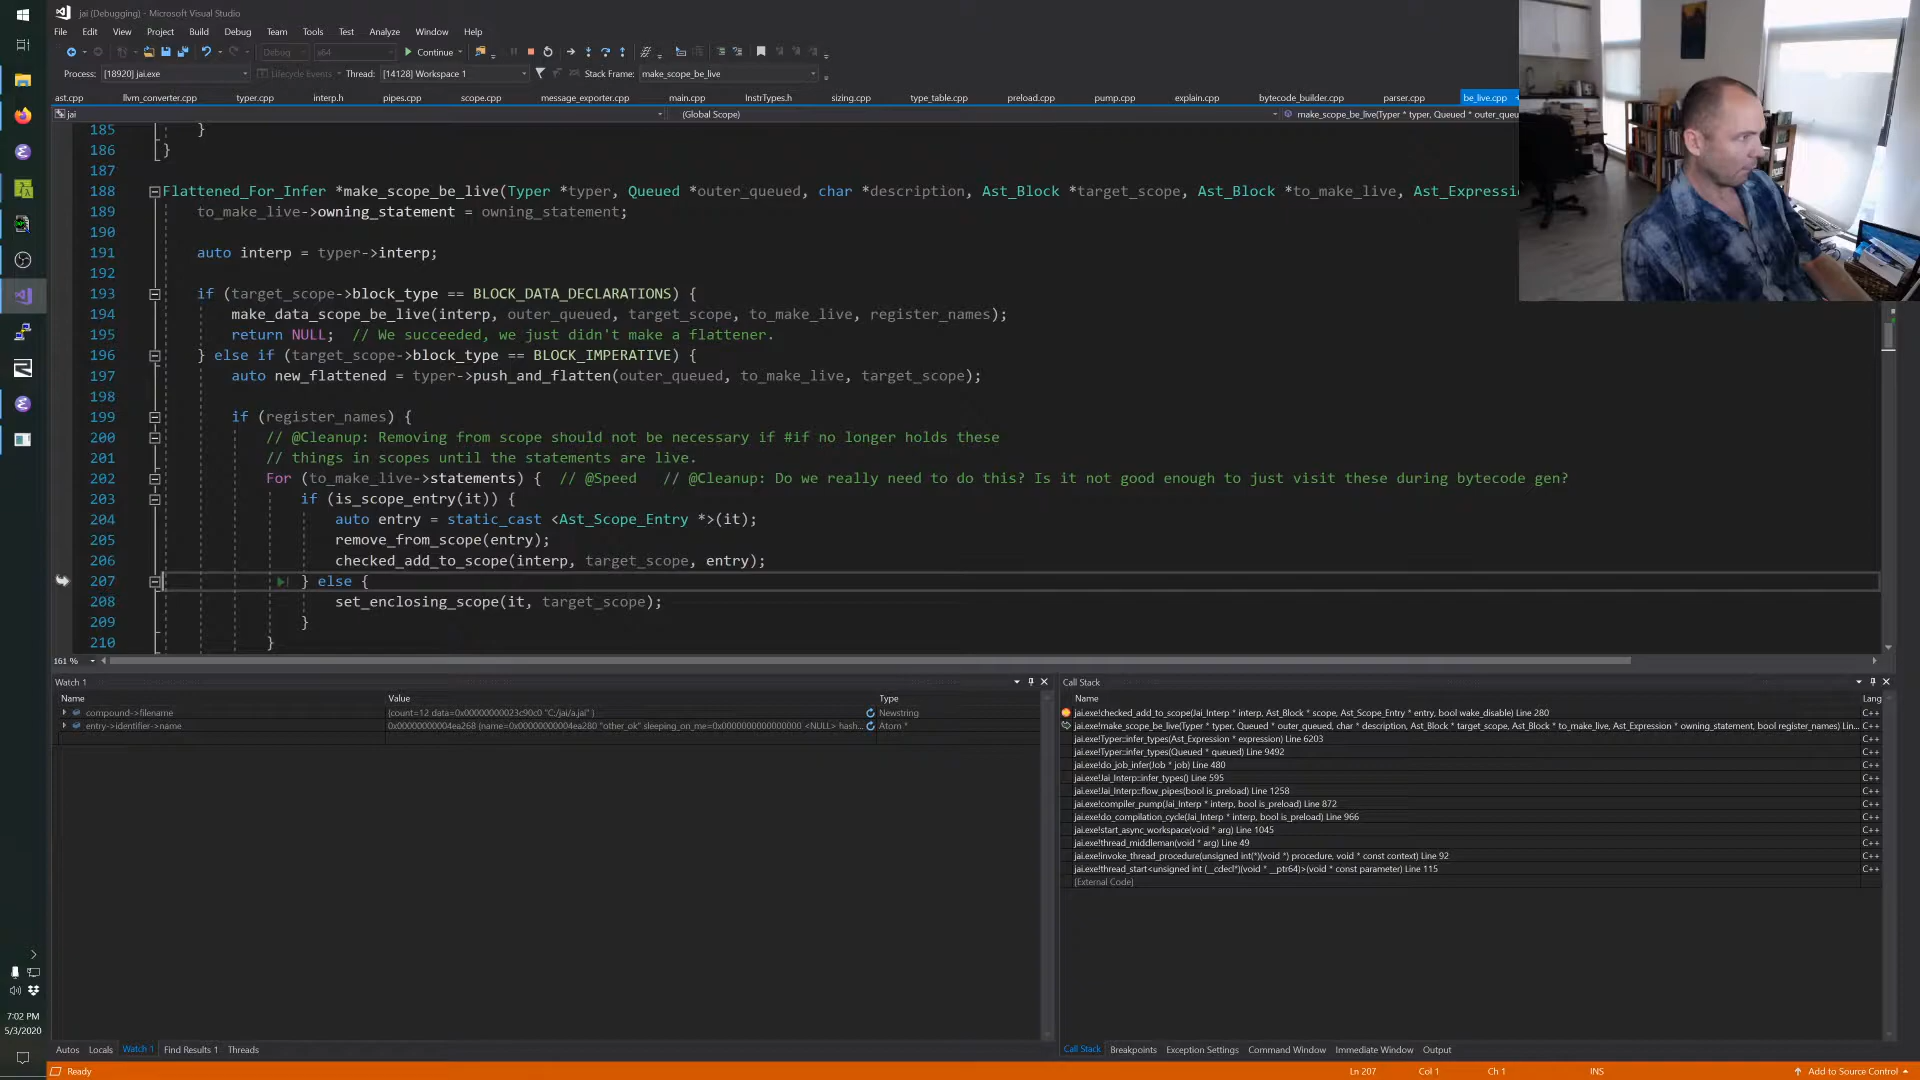 jai (Debugging) - Microsoft Visual Studio
File Edit View Project Build Debug Team Tools Test Analyze Window Help
Debug x64 Continue
Process: [18920] jai.exe Lifecycle Events Thread: [14128] Workspace 1 Stack Frame: make_scope_be_live
ast.cpp llvm_converter.cpp typer.cpp interp.h pipes.cpp scope.cpp message_exporter.cpp main.cpp InstrTypes.h sizing.cpp type_table.cpp preload.cpp pump.cpp explain.cpp bytecode_builder.cpp parser.cpp be_live.cpp
jai (Global Scope) make_scope_be_live(Typer * typer, Queued * outer_queu
185 }
186 }
187
188 Flattened_For_Infer *make_scope_be_live(Typer *typer, Queued *outer_queued, char *description, Ast_Block *target_scope, Ast_Block *to_make_live, Ast_Expressi
189 to_make_live->owning_statement = owning_statement;
190
191 auto interp = typer->interp;
192
193 if (target_scope->block_type == BLOCK_DATA_DECLARATIONS) {
194 make_data_scope_be_live(interp, outer_queued, target_scope, to_make_live, register_names);
195 return NULL; // We succeeded, we just didn't make a flattener.
196 } else if (target_scope->block_type == BLOCK_IMPERATIVE) {
197 auto new_flattened = typer->push_and_flatten(outer_queued, to_make_live, target_scope);
198
199 if (register_names) {
200 // @Cleanup: Removing from scope should not be necessary if #if no longer holds these
201 // things in scopes until the statements are live.
202 For (to_make_live->statements) { // @Speed // @Cleanup: Do we really need to do this? Is it not good enough to just visit these during bytecode gen?
203 if (is_scope_entry(it)) {
204 auto entry = static_cast <Ast_Scope_Entry *>(it);
205 remove_from_scope(entry);
206 checked_add_to_scope(interp, target_scope, entry);
207 } else {
208 set_enclosing_scope(it, target_scope);
209 }
210 }
161 %
Watch 1
Name Value Type
compound->filename {count=12 data=0x00000000023c90c0 "C:/jai/a.jai" } Newstring
entry->identifier->name 0x00000000004ea268 {name=0x00000000004ea280 "other_ok" sleeping_on_me=0x0000000000000000 <NULL> hash... Atom *
Call Stack
Name Lang
jai.exe!checked_add_to_scope(Jai_Interp * interp, Ast_Block * scope, Ast_Scope_Entry * entry, bool wake_disable) Line 280 C++
jai.exe!make_scope_be_live(Typer * typer, Queued * outer_queued, char * description, Ast_Block * target_scope, Ast_Block * to_make_live, Ast_Expression * owning_statement, bool register_names) Lin... C++
jai.exe!Typer::infer_types(Ast_Expression * expression) Line 6203 C++
jai.exe!Typer::infer_types(Queued * queued) Line 9492 C++
jai.exe!do_job_infer(Job * job) Line 480 C++
jai.exe!Jai_Interp::infer_types() Line 595 C++
jai.exe!Jai_Interp::flow_pipes(bool is_preload) Line 1258 C++
jai.exe!compiler_pump(Jai_Interp * interp, bool is_preload) Line 872 C++
jai.exe!do_compilation_cycle(Jai_Interp * interp, bool is_preload) Line 966 C++
jai.exe!start_async_workspace(void * arg) Line 1045 C++
jai.exe!thread_middleman(void * arg) Line 49 C++
jai.exe!invoke_thread_procedure(unsigned int(*)(void *) procedure, void * const context) Line 92 C++
jai.exe!thread_start<unsigned int (__cdecl*)(void * __ptr64)>(void * const parameter) Line 115 C++
[External Code]
7:02 PM
5/3/2020
Autos Locals Watch 1 Find Results 1 Threads
Call Stack Breakpoints Exception Settings Command Window Immediate Window Output
Ready Ln 207 Col 1 Ch 1 INS Add to Source Control